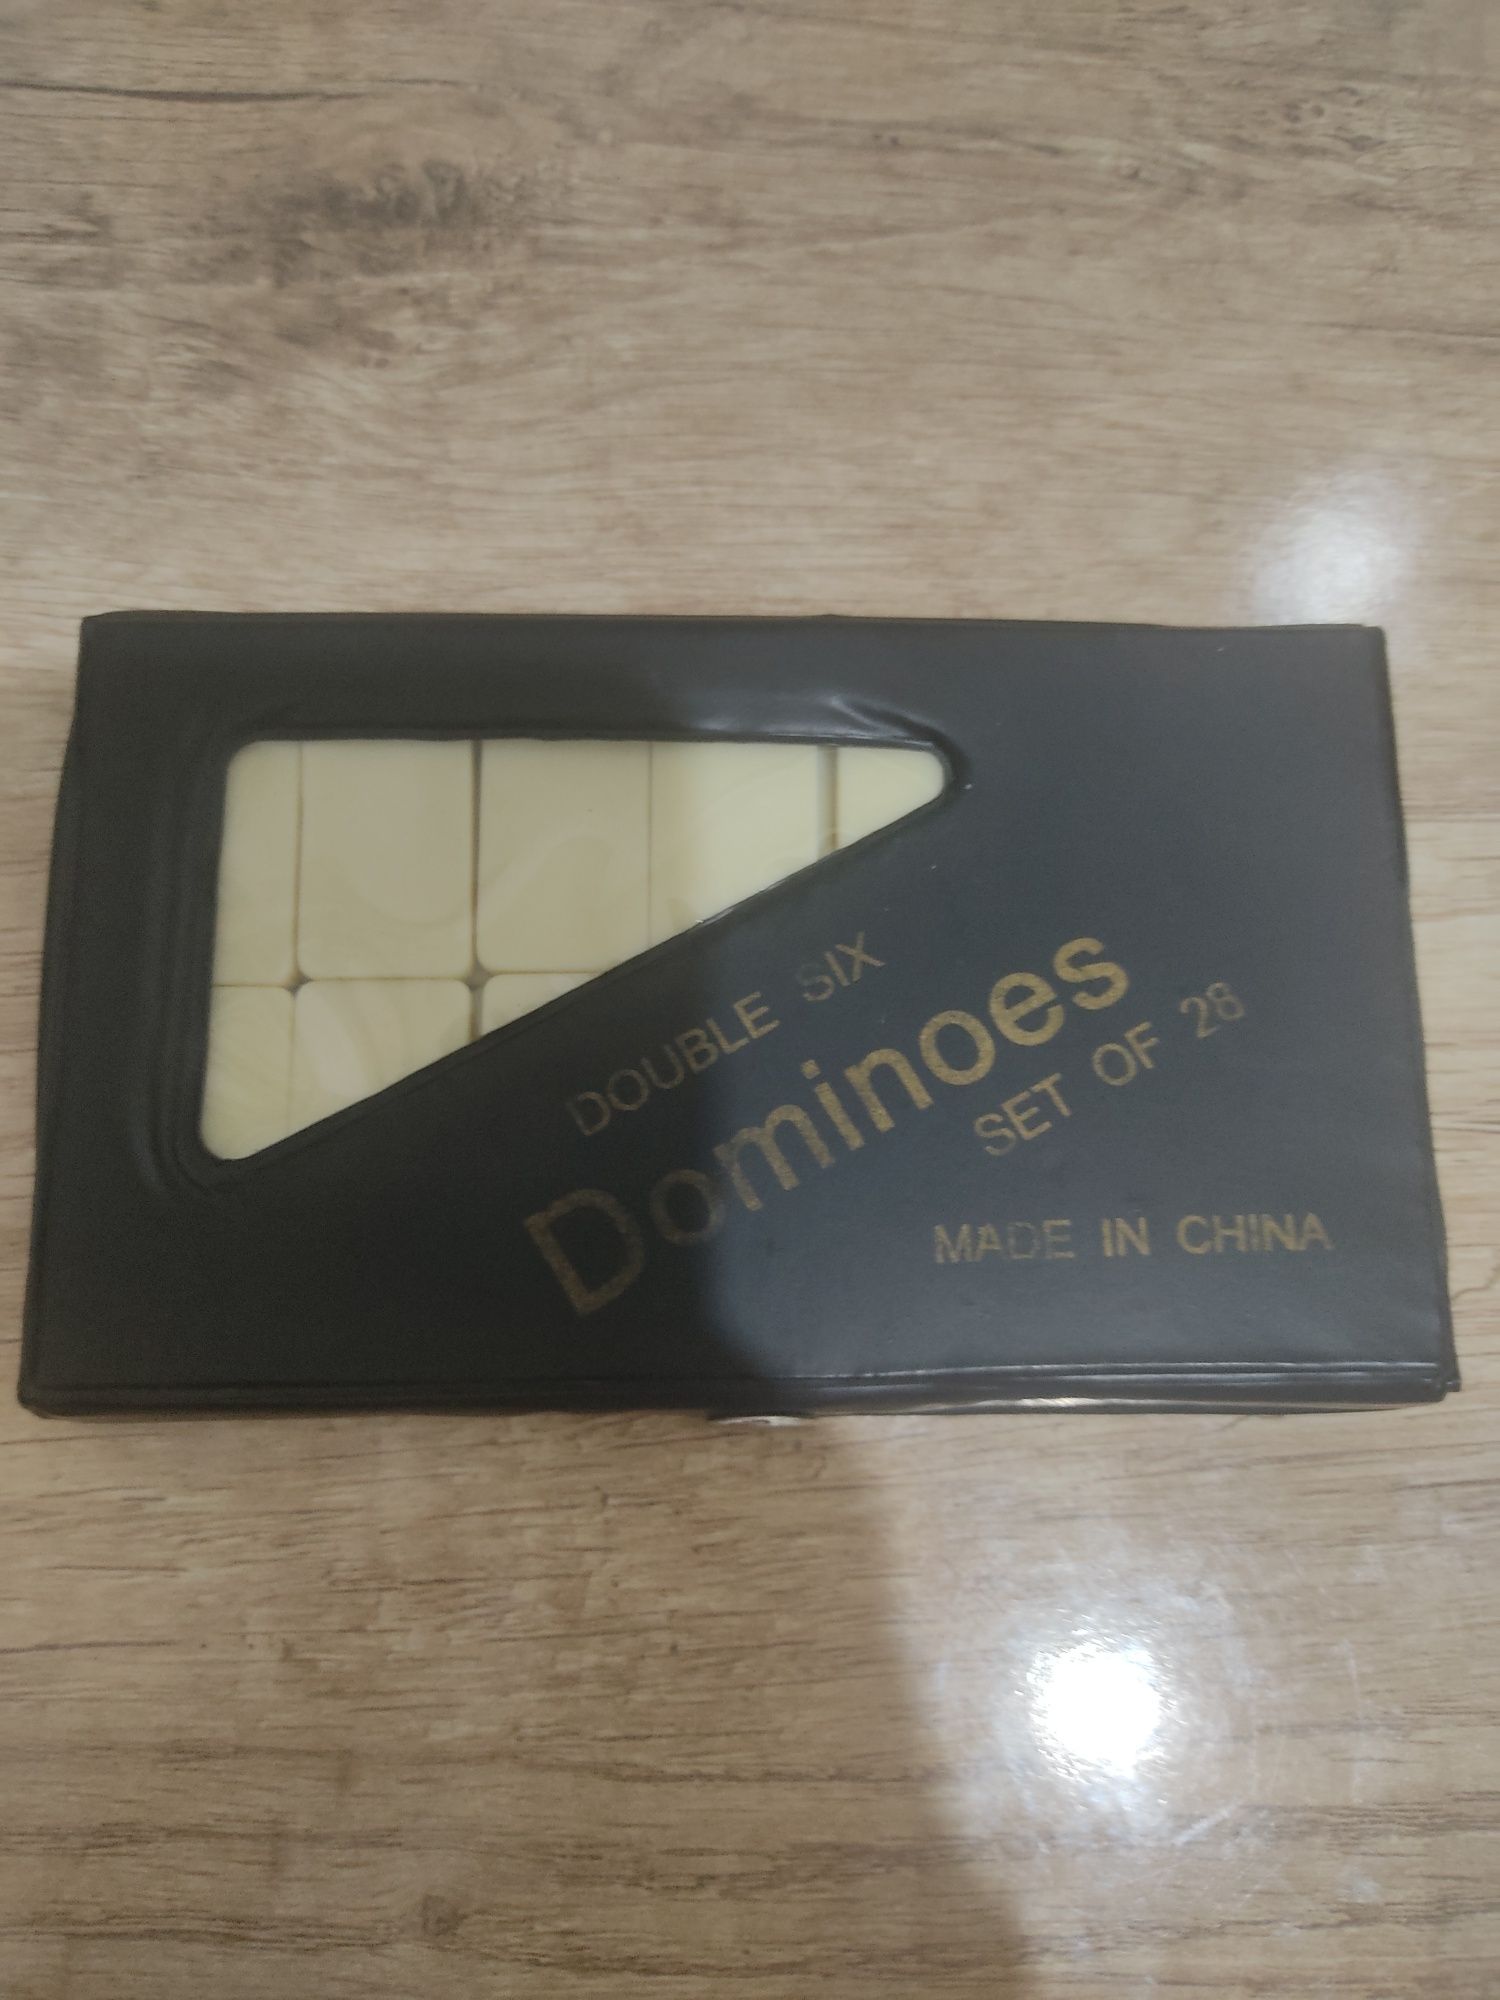 DOUBLE SIX
Dominoes
SET OF 28
MADE IN CHINA